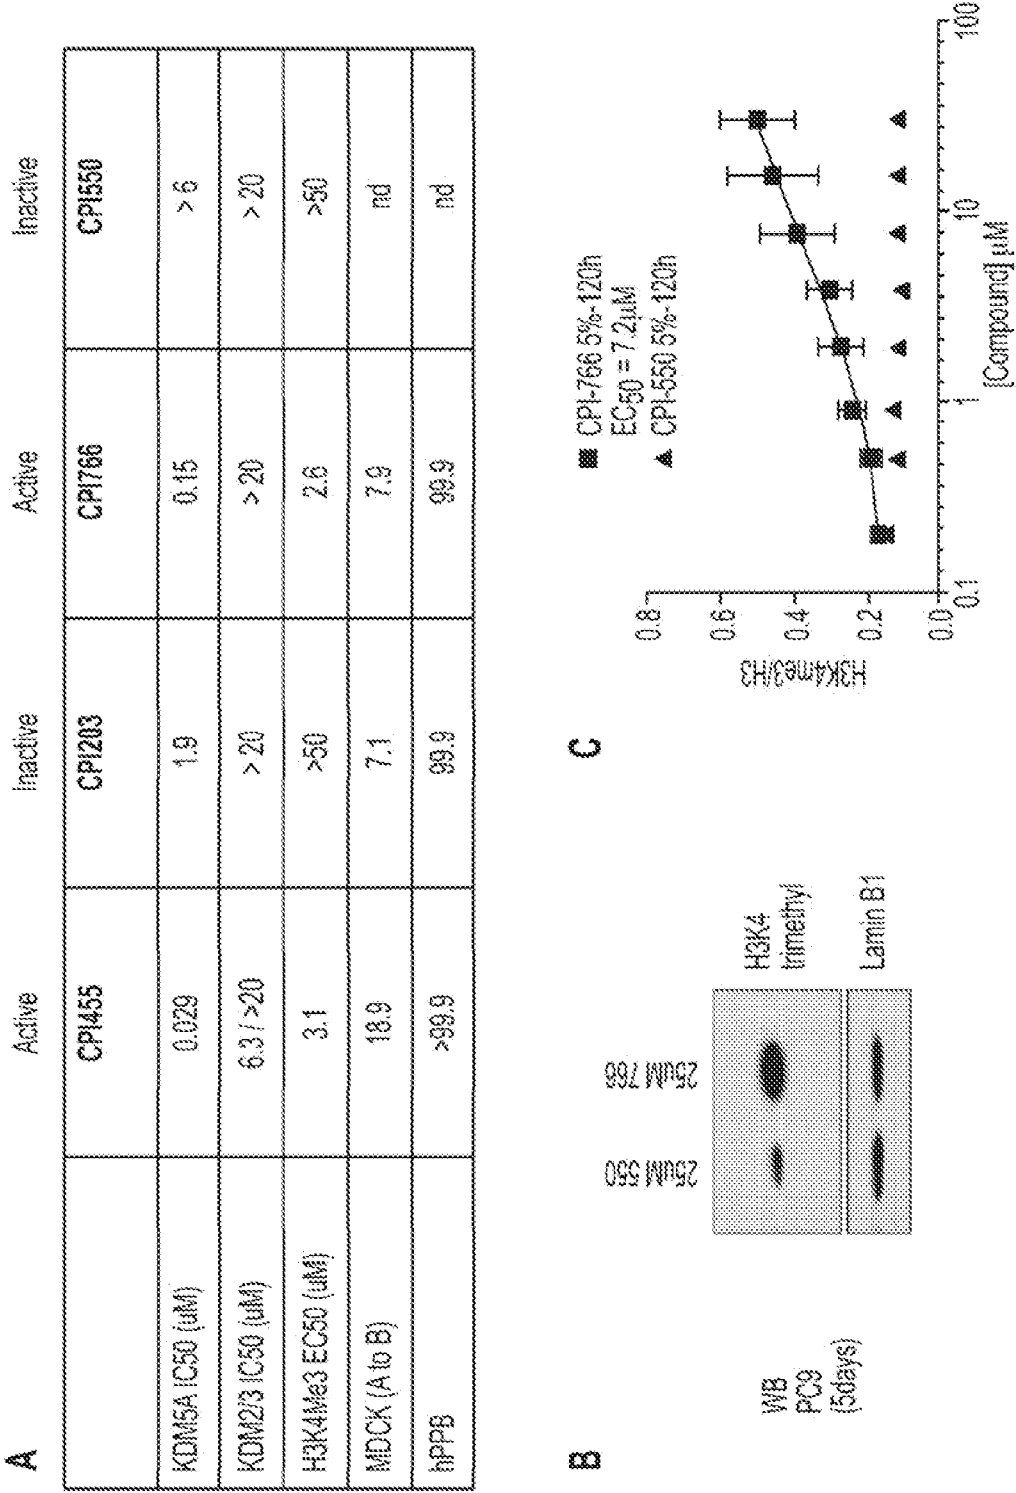 A
Active Inactive Active Inactive
CPI455 CPI203 CPI766 CPI550
KDM5A IC50 (uM) 0.029 1.9 0.15 > 6
KDM2/3 IC50 (uM) 6.3 / >20 > 20 > 20 > 20
H3K4Me3 EC50 (uM) 3.1 >50 2.6 >50
MDCK (A to B) 18.9 7.1 7.9 nd
hPPB >99.9 99.9 99.9 nd
B
25uM 550
25uM 766
WB
PC9
(5days)
H3K4
trimethyl
Lamin B1
C
CPI-766 5%-120h
EC50 = 7.2µM
CPI-550 5%-120h
H3K4me3/H3
0.8
0.6
0.4
0.2
0.0
0.1 1 10 100
[Compound] µM